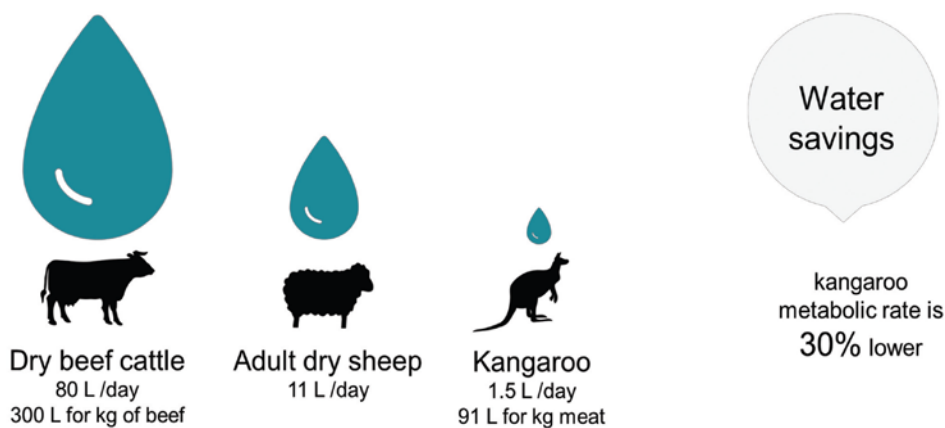 Water
savings
kangaroo
metabolic rate is
30% lower
Dry beef cattle
80 L /day
300 L for kg of beef
Adult dry sheep
11 L /day
Kangaroo
1.5 L /day
91 L for kg meat